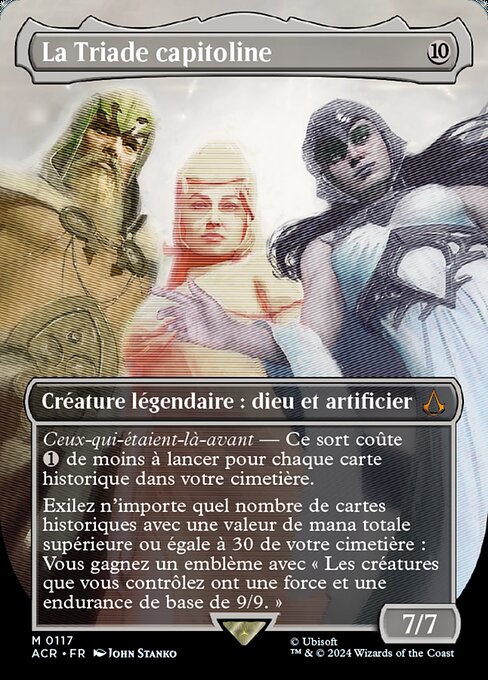 La Triade capitoline 10
Créature légendaire : dieu et artificier
Ceux-qui-étaient-là-avant — Ce sort coûte
1 de moins à lancer pour chaque carte
historique dans votre cimetière.
Exilez n'importe quel nombre de cartes
historiques avec une valeur de mana totale
supérieure ou égale à 30 de votre cimetière :
Vous gagnez un emblème avec « Les créatures
que vous contrôlez ont une force et une
endurance de base de 9/9. »
7/7
M 0117
ACR • FR John Stanko
© Ubisoft
™ & © 2024 Wizards of the Coast